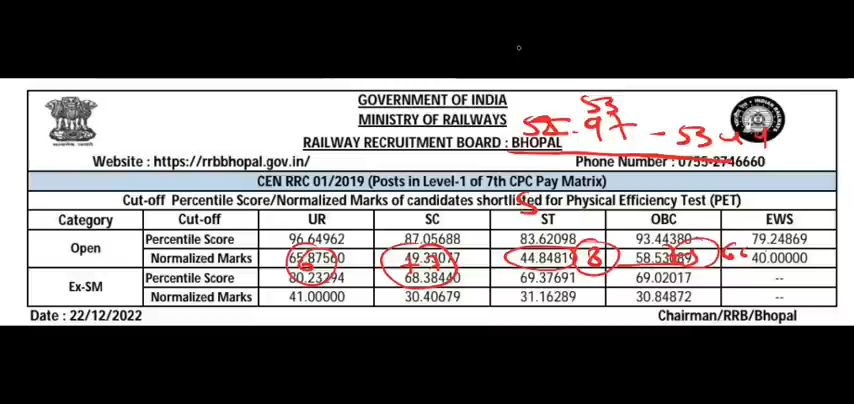 GOVERNMENT OF INDIA
MINISTRY OF RAILWAYS
RAILWAY RECRUITMENT BOARD : BHOPAL
Website : https://rrbbhopal.gov.in/ Phone Number : 0755-2746660
CEN RRC 01/2019 (Posts in Level-1 of 7th CPC Pay Matrix)
Cut-off Percentile Score/Normalized Marks of candidates shortlisted for Physical Efficiency Test (PET)
Category Cut-off UR SC ST OBC EWS
Open Percentile Score 96.64962 87.05688 83.62098 93.44380 79.24869
Normalized Marks 65.87560 49.33077 44.84819 8 40.00000
Ex-SM Percentile Score 80.23294 68.38440 69.37691 69.02017 --
Normalized Marks 41.00000 30.40679 31.16289 30.84872 --
Date : 22/12/2022 Chairman/RRB/Bhopal
53